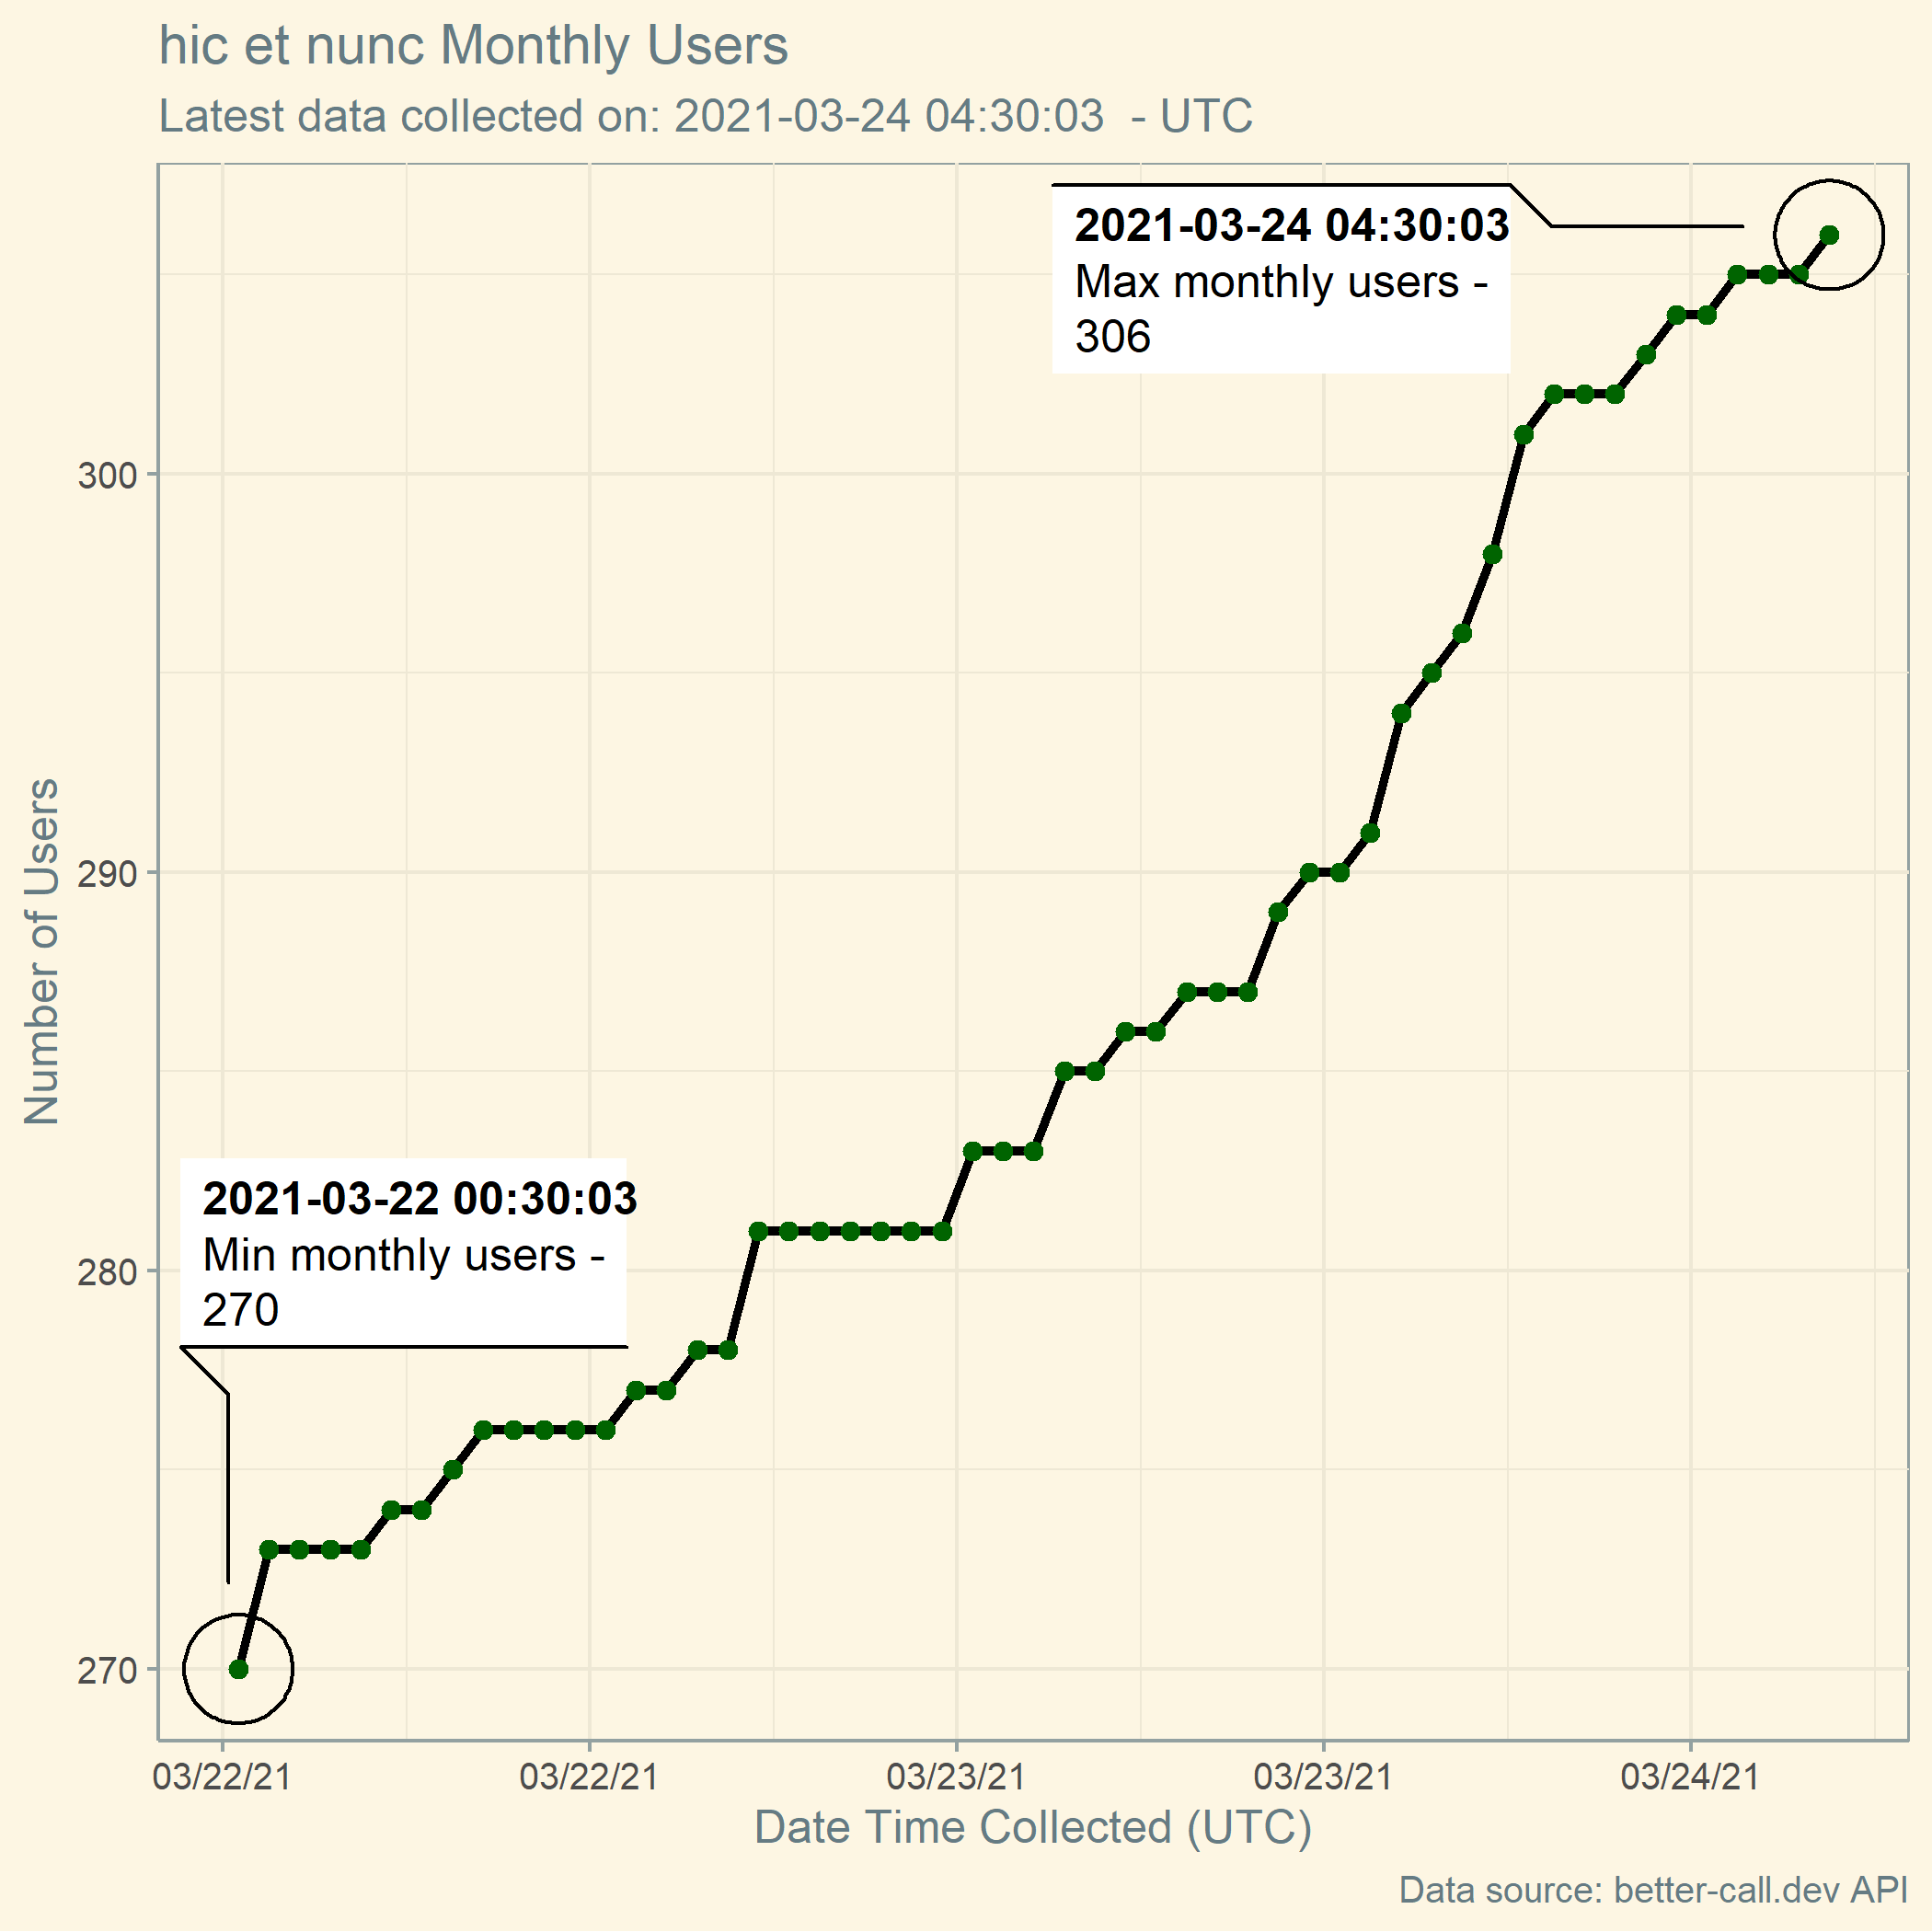 hic et nunc Monthly Users
Latest data collected on: 2021-03-24 04:30:03  - UTC
2021-03-24 04:30:03
Max monthly users -
306
300
290
280
270
Number of Users
2021-03-22 00:30:03
Min monthly users -
270
03/22/21
03/22/21
03/23/21
03/23/21
03/24/21
Date Time Collected (UTC)
Data source: better-call.dev API